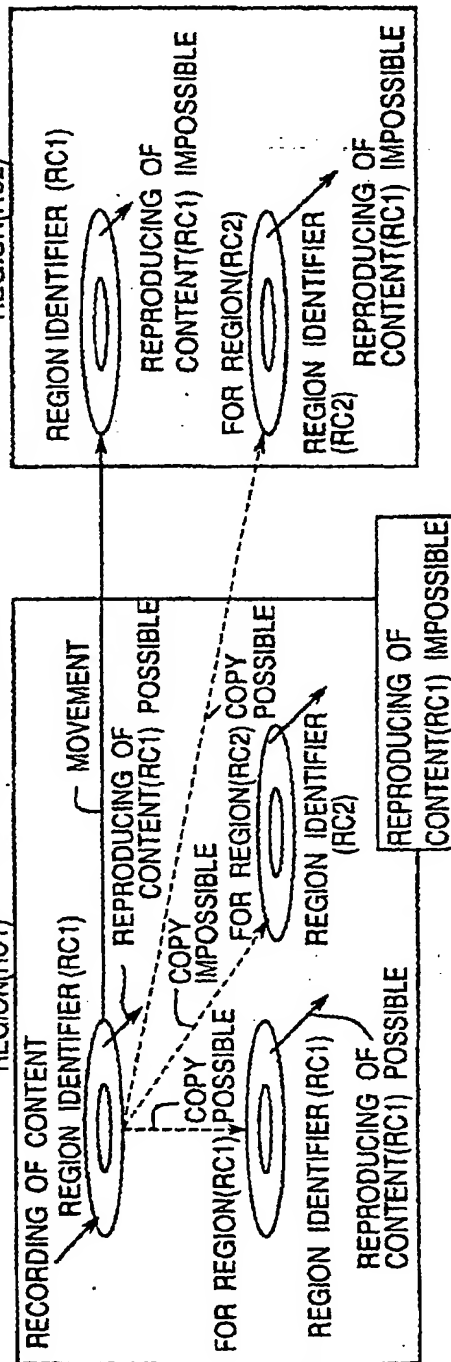 REGION(RC1)
RECORDING OF CONTENT
REGION IDENTIFIER (RC1)
MOVEMENT
REPRODUCING OF
CONTENT(RC1) POSSIBLE
COPY
IMPOSSIBLE
COPY
POSSIBLE
COPY
POSSIBLE
FOR REGION(RC1)
FOR REGION(RC2)
REGION IDENTIFIER (RC1)
REGION IDENTIFIER
(RC2)
REPRODUCING OF
CONTENT(RC1) POSSIBLE
REPRODUCING OF
CONTENT(RC1) IMPOSSIBLE
REGION(RC2)
REGION IDENTIFIER (RC1)
REPRODUCING OF
CONTENT(RC1) IMPOSSIBLE
FOR REGION(RC2)
REGION IDENTIFIER
(RC2)
REPRODUCING OF
CONTENT(RC1) IMPOSSIBLE